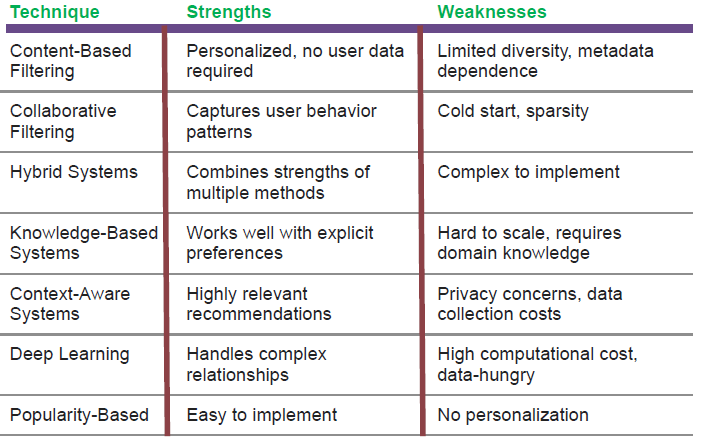 Technique Strengths Weaknesses
Content-Based Personalized, no user data Limited diversity, metadata
Filtering required dependence
Collaborative Captures user behavior Cold start, sparsity
Filtering patterns
Hybrid Systems Combines strengths of Complex to implement
multiple methods
Knowledge-Based Works well with explicit Hard to scale, requires
Systems preferences domain knowledge
Context-Aware Highly relevant Privacy concerns, data
Systems recommendations collection costs
Deep Learning Handles complex High computational cost,
relationships data-hungry
Popularity-Based Easy to implement No personalization